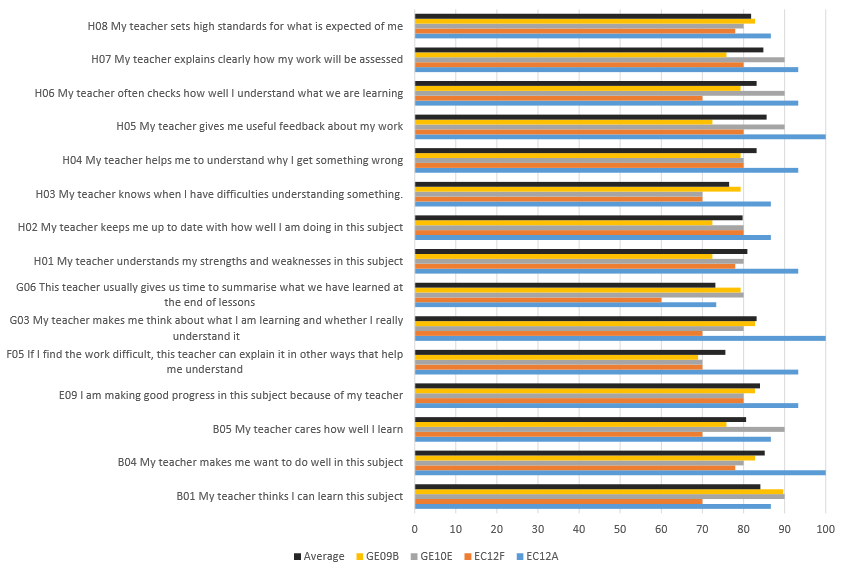 H08 My teacher sets high standards for what is expected of me
H07 My teacher explains clearly how my work will be assessed
H06 My teacher often checks how well I understand what we are learning
H05 My teacher gives me useful feedback about my work
H04 My teacher helps me to understand why I get something wrong
H03 My teacher knows when I have difficulties understanding something.
H02 My teacher keeps me up to date with how well I am doing in this subject
H01 My teacher understands my strengths and weaknesses in this subject
G06 This teacher usually gives us time to summarise what we have learned at
the end of lessons
G03 My teacher makes me think about what I am learning and whether I really
understand it
F05 If I find the work difficult, this teacher can explain it in other ways that help
me understand
E09 I am making good progress in this subject because of my teacher
B05 My teacher cares how well I learn
B04 My teacher makes me want to do well in this subject
B01 My teacher thinks I can learn this subject
0 10 20 30 40 50 60 70 80 90 100
Average GE09B GE10E EC12F EC12A